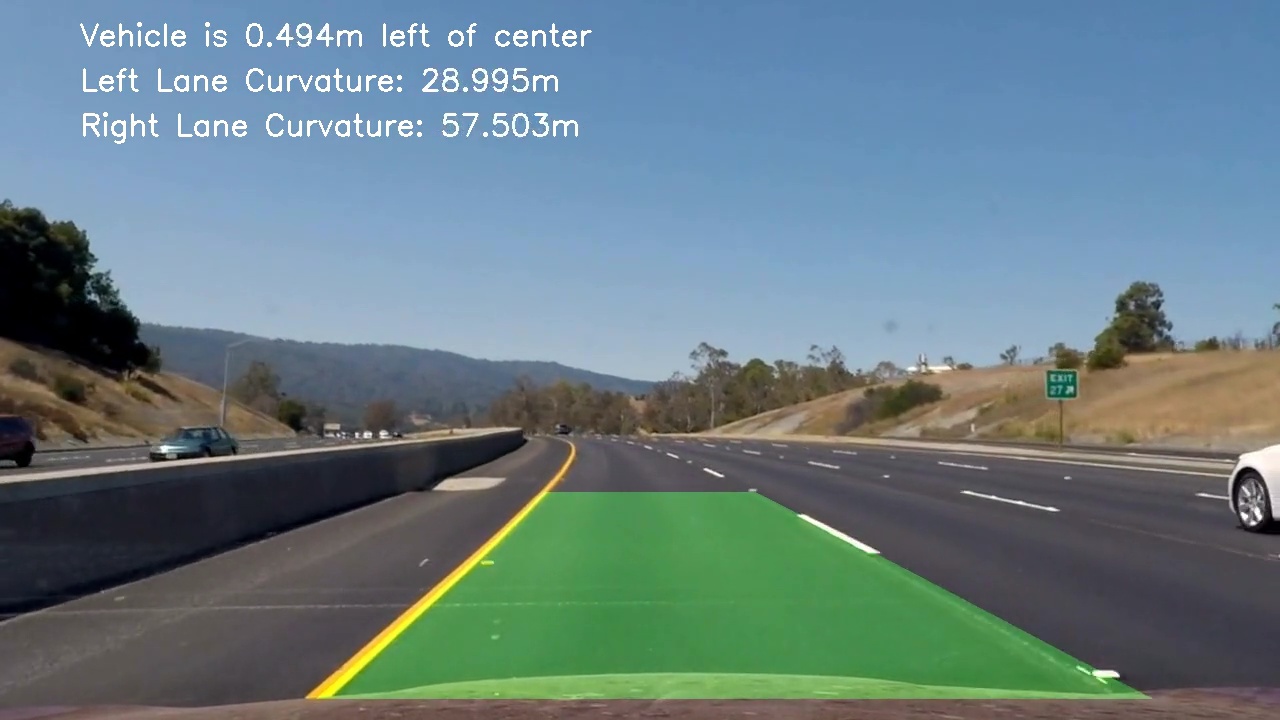 Vehicle is 0.494m left of center
Left Lane Curvature: 28.995m
Right Lane Curvature: 57.503m
EXIT
27